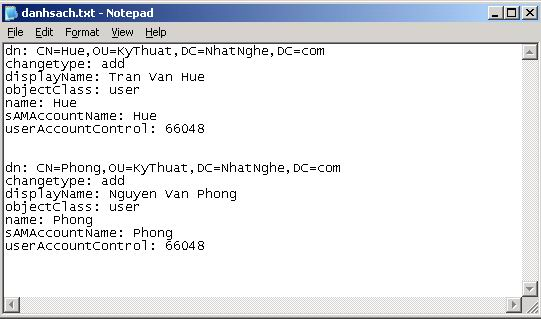 danhsach.txt - Notepad
File Edit Format View Help
dn: CN=Hue,OU=KyThuat,DC=NhatNghe,DC=com
changetype: add
displayName: Tran Van Hue
objectClass: user
name: Hue
sAMAccountName: Hue
userAccountControl: 66048
dn: CN=Phong,OU=KyThuat,DC=NhatNghe,DC=com
changetype: add
displayName: Nguyen Van Phong
objectClass: user
name: Phong
sAMAccountName: Phong
userAccountControl: 66048